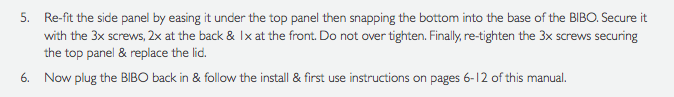 5. Re-fit the side panel by easing it under the top panel then snapping the bottom into the base of the BIBO. Secure it
with the 3x screws, 2x at the back & 1x at the front. Do not over tighten. Finally, re-tighten the 3x screws securing
the top panel & replace the lid.
6. Now plug the BIBO back in & follow the install & first use instructions on pages 6-12 of this manual.